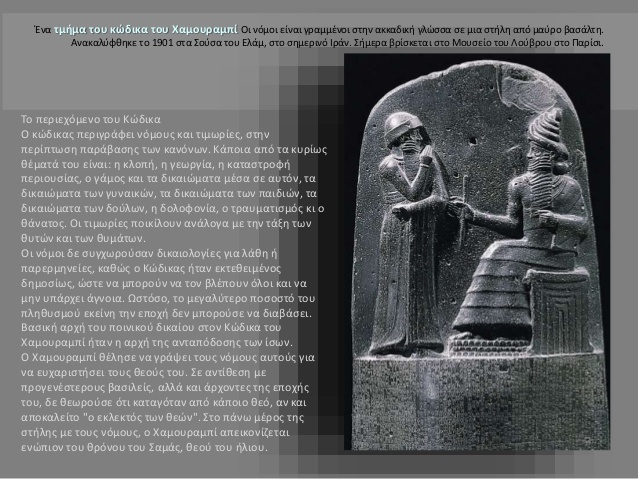 Ένα τμήμα του κώδικα του Χαμουραμπί Οι νόμοι είναι γραμμένοι στην ακκαδική γλώσσα σε μια στήλη από μαύρο βασάλτη.
Ανακαλύφθηκε το 1901 στα Σούσα του Ελάμ, στο σημερινό Ιράν. Σήμερα βρίσκεται στο Μουσείο του Λούβρου στο Παρίσι.
Το περιεχόμενο του Κώδικα
Ο κώδικας περιγράφει νόμους και τιμωρίες, στην
περίπτωση παράβασης των κανόνων. Κάποια από τα κυρίως
θέματά του είναι: η κλοπή, η γεωργία, η καταστροφή
περιουσίας, ο γάμος και τα δικαιώματα μέσα σε αυτόν, τα
δικαιώματα των γυναικών, τα δικαιώματα των παιδιών, τα
δικαιώματα των δούλων, η δολοφονία, ο τραυματισμός κι ο
θάνατος. Οι τιμωρίες ποικίλουν ανάλογα με την τάξη των
θυτών και των θυμάτων.
Οι νόμοι δε συγχωρούσαν δικαιολογίες για λάθη ή
παρερμηνείες, καθώς ο Κώδικας ήταν εκτεθειμένος
δημοσίως, ώστε να μπορούν να τον βλέπουν όλοι και να
μην υπάρχει άγνοια. Ωστόσο, το μεγαλύτερο ποσοστό του
πληθυσμού εκείνη την εποχή δεν μπορούσε να διαβάσει.
Βασική αρχή του ποινικού δικαίου στον Κώδικα του
Χαμουραμπί ήταν η αρχή της ανταπόδοσης των ίσων.
Ο Χαμουραμπί θέλησε να γράψει τους νόμους αυτούς για
να ευχαριστήσει τους θεούς του. Σε αντίθεση με
προγενέστερους βασιλείς, αλλά και άρχοντες της εποχής
του, δε θεωρούσε ότι καταγόταν από κάποιο θεό, αν και
αποκαλείτο "ο εκλεκτός των θεών". Στο πάνω μέρος της
στήλης με τους νόμους, ο Χαμουραμπί απεικονίζεται
ενώπιον του θρόνου του Σαμάς, θεού του ήλιου.